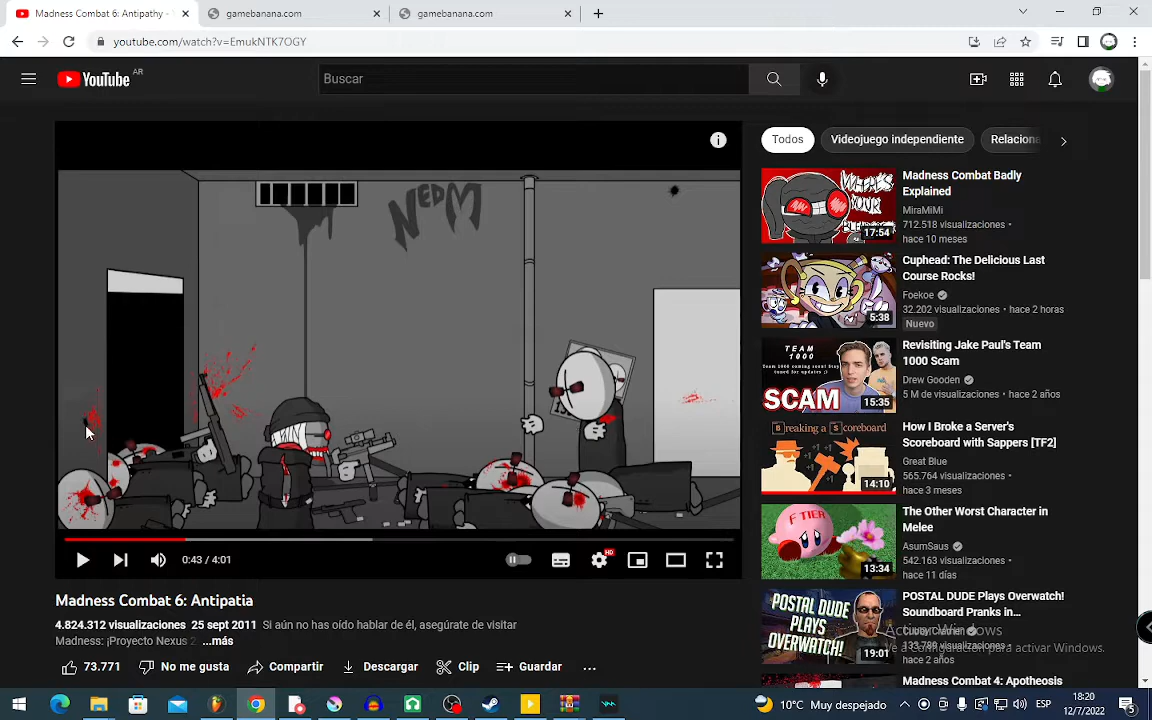 Madness Combat 6: Antipathy -
gamebanana.com
gamebanana.com
youtube.com/watch?v=EmukNTK7OGY
YouTube AR
Buscar
NEDM
Todos
Videojuego independiente
Relaciona
17:54
Madness Combat Badly
Explained
MiraMiMi
712.518 visualizaciones •
hace 10 meses
5:38
Cuphead: The Delicious Last
Course Rocks!
Foekoe
32.202 visualizaciones • hace 2 horas
Nuevo
TEAM
1000
SCAM
15:35
Revisiting Jake Paul's Team
1000 Scam
Drew Gooden
5 M de visualizaciones • hace 2 años
Breaking a Scoreboard
14:10
How I Broke a Server's
Scoreboard with Sappers [TF2]
Great Blue
565.764 visualizaciones •
hace 3 meses
F TIER
13:34
The Other Worst Character in
Melee
AsumSaus
542.163 visualizaciones •
hace 11 días
POSTAL DUDE
PLAYS
OVERWATCH!
19:01
POSTAL DUDE Plays Overwatch!
Soundboard Pranks in...
133.789 visualizaciones •
hace 2 años
Madness Combat 4: Apotheosis
0:43 / 4:01
HD
Madness Combat 6: Antipatia
4.824.312 visualizaciones 25 sept 2011 Si aún no has oído hablar de él, asegúrate de visitar
Madness: ¡Proyecto Nexus 2 ...más
73.771
No me gusta
Compartir
Descargar
Clip
Guardar
Activar Windows
Ve a Configuración para activar Windows.
10°C Muy despejado
18:20
12/7/2022
5